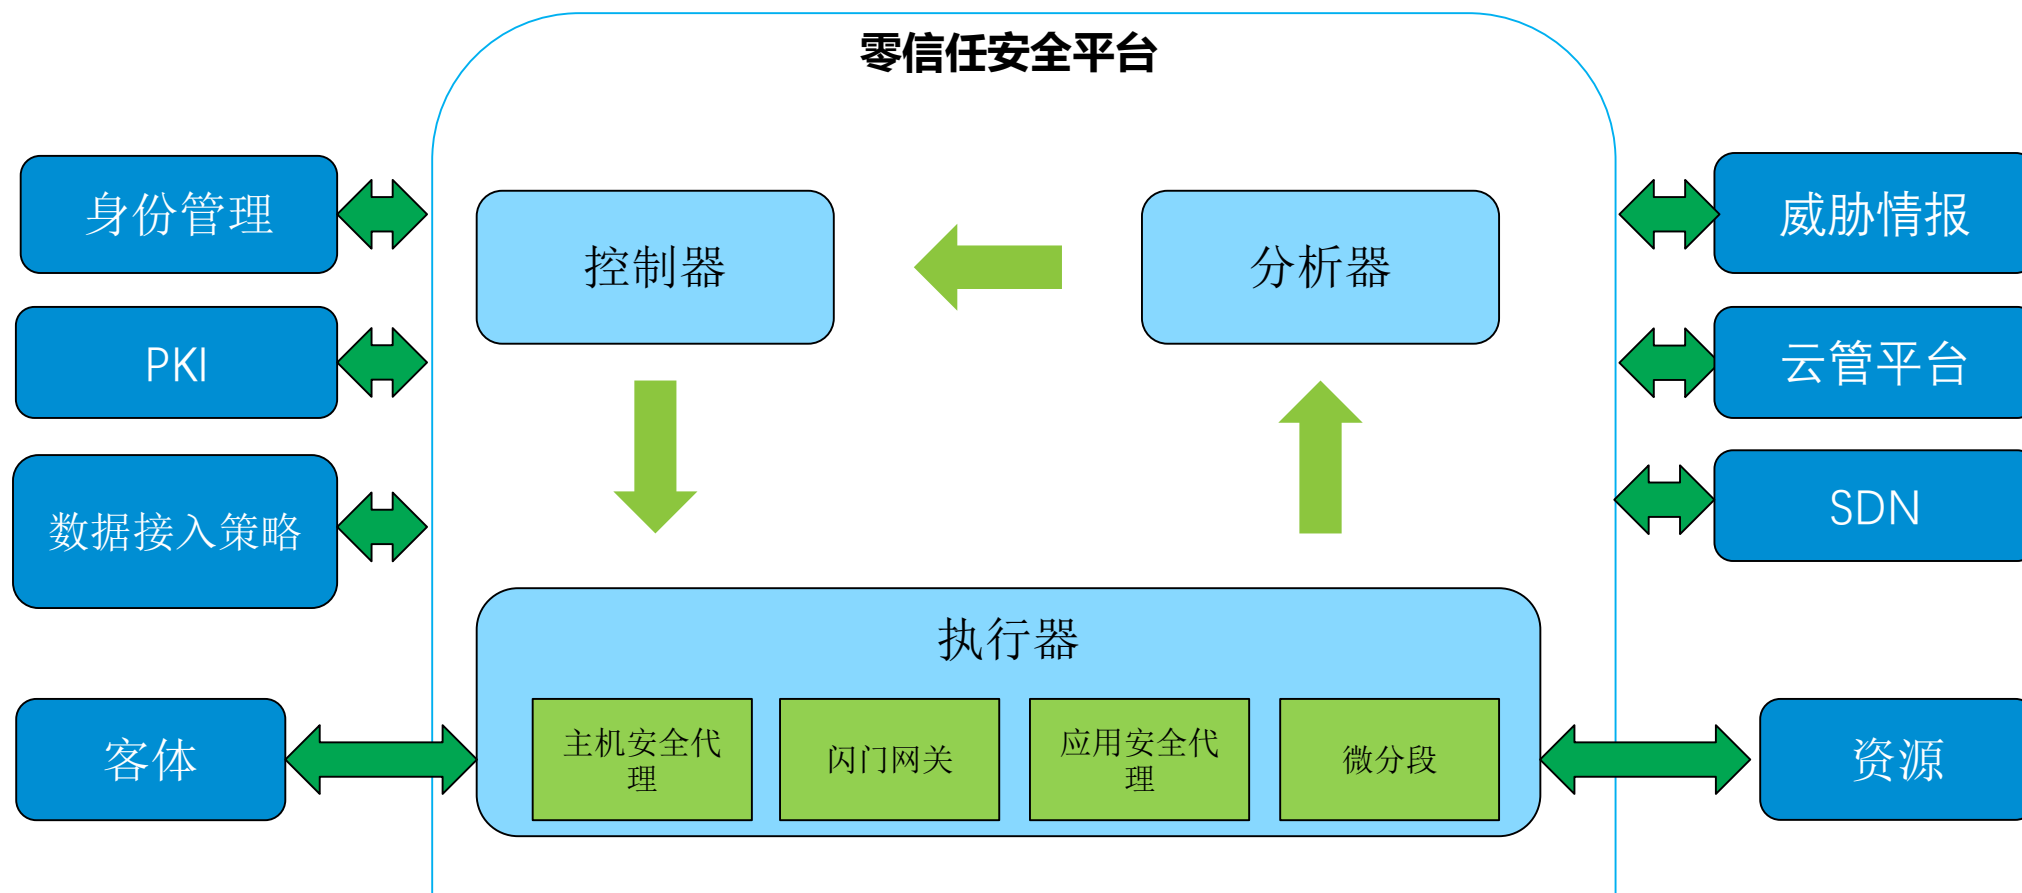 零信任安全平台
身份管理
控制器
分析器
威胁情报
PKI
云管平台
数据接入策略
SDN
执行器
客体
主机安全代
理
闪门网关
应用安全代
理
微分段
资源